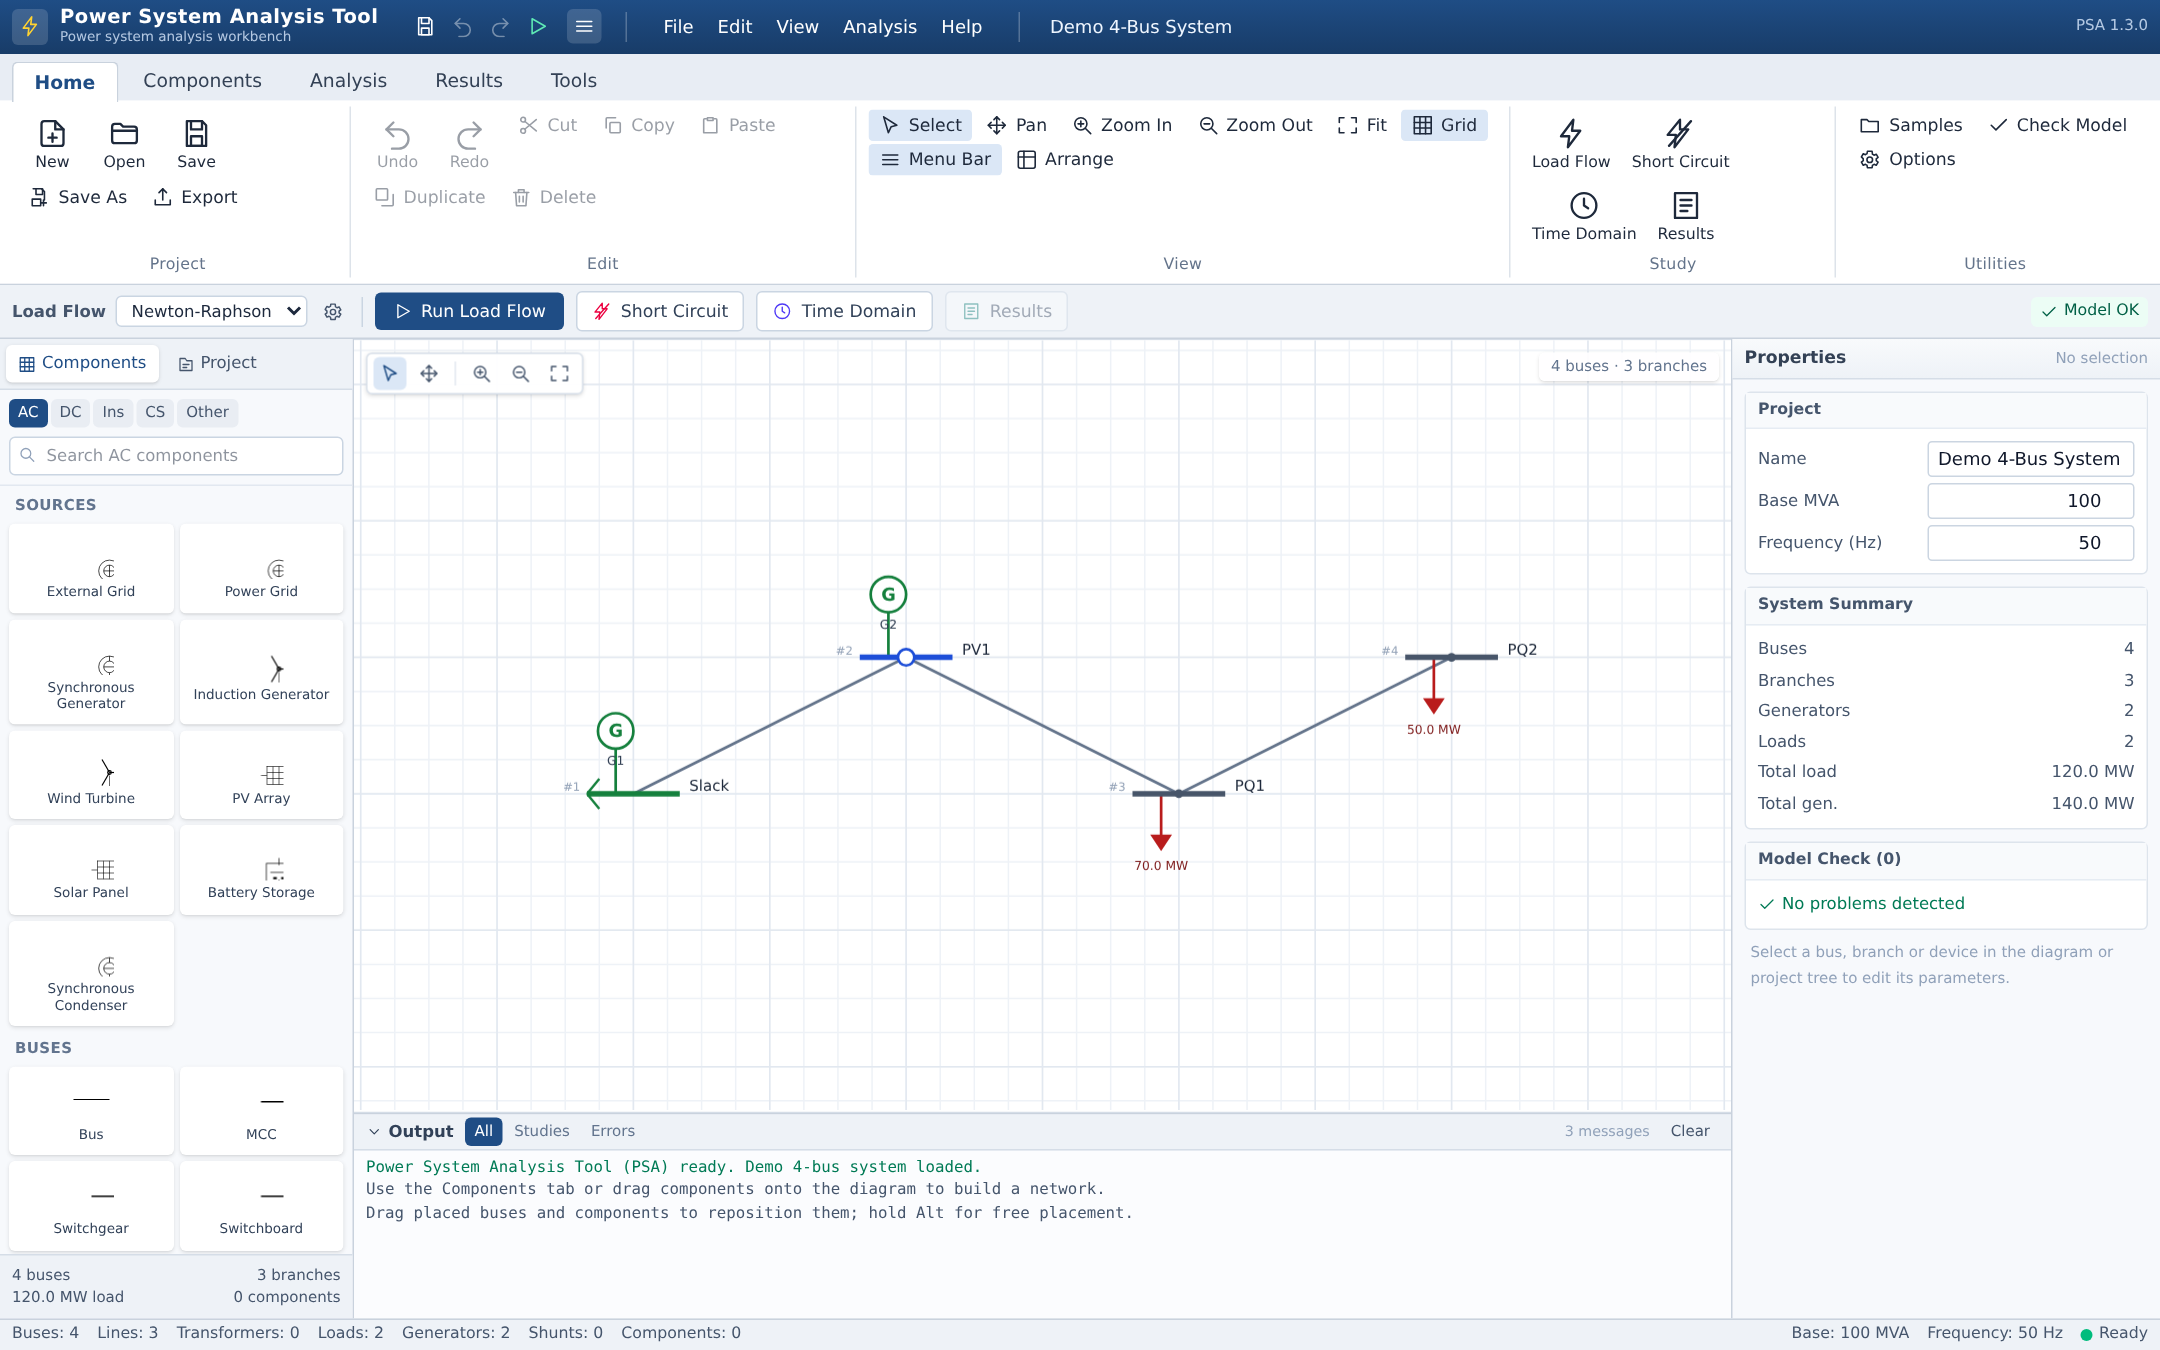 Power System Analysis Tool
Power system analysis workbench
File Edit View Analysis Help
Demo 4-Bus System
PSA 1.3.0
Home Components Analysis Results Tools
New Open Save
Save As Export
Project
Undo Redo Cut Copy Paste
Duplicate Delete
Edit
Select Pan Zoom In Zoom Out Fit Grid
Menu Bar Arrange
View
Load Flow Short Circuit
Time Domain Results
Study
Samples Check Model
Options
Utilities
Load Flow Newton-Raphson Run Load Flow Short Circuit Time Domain Results Model OK
Components Project
AC DC Ins CS Other
Search AC components
SOURCES
External Grid Power Grid
Synchronous Generator Induction Generator
Wind Turbine PV Array
Solar Panel Battery Storage
Synchronous Condenser
BUSES
Bus MCC
Switchgear Switchboard
4 buses 3 branches
120.0 MW load 0 components
4 buses · 3 branches
G
G2
#2 PV1
#4 PQ2
50.0 MW
G
G1
#1 Slack
#3 PQ1
70.0 MW
Output All Studies Errors 3 messages Clear
Power System Analysis Tool (PSA) ready. Demo 4-bus system loaded.
Use the Components tab or drag components onto the diagram to build a network.
Drag placed buses and components to reposition them; hold Alt for free placement.
Properties No selection
Project
Name Demo 4-Bus System
Base MVA 100
Frequency (Hz) 50
System Summary
Buses 4
Branches 3
Generators 2
Loads 2
Total load 120.0 MW
Total gen. 140.0 MW
Model Check (0)
No problems detected
Select a bus, branch or device in the diagram or
project tree to edit its parameters.
Buses: 4 Lines: 3 Transformers: 0 Loads: 2 Generators: 2 Shunts: 0 Components: 0
Base: 100 MVA Frequency: 50 Hz Ready